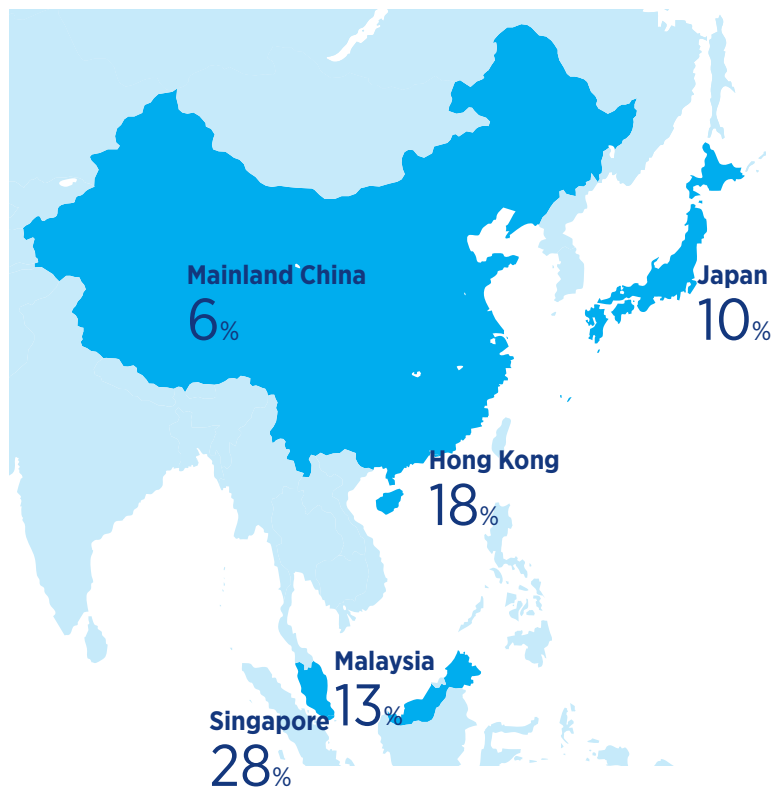 Mainland China
6%
Japan
10%
Hong Kong
18%
Malaysia
13%
Singapore
28%